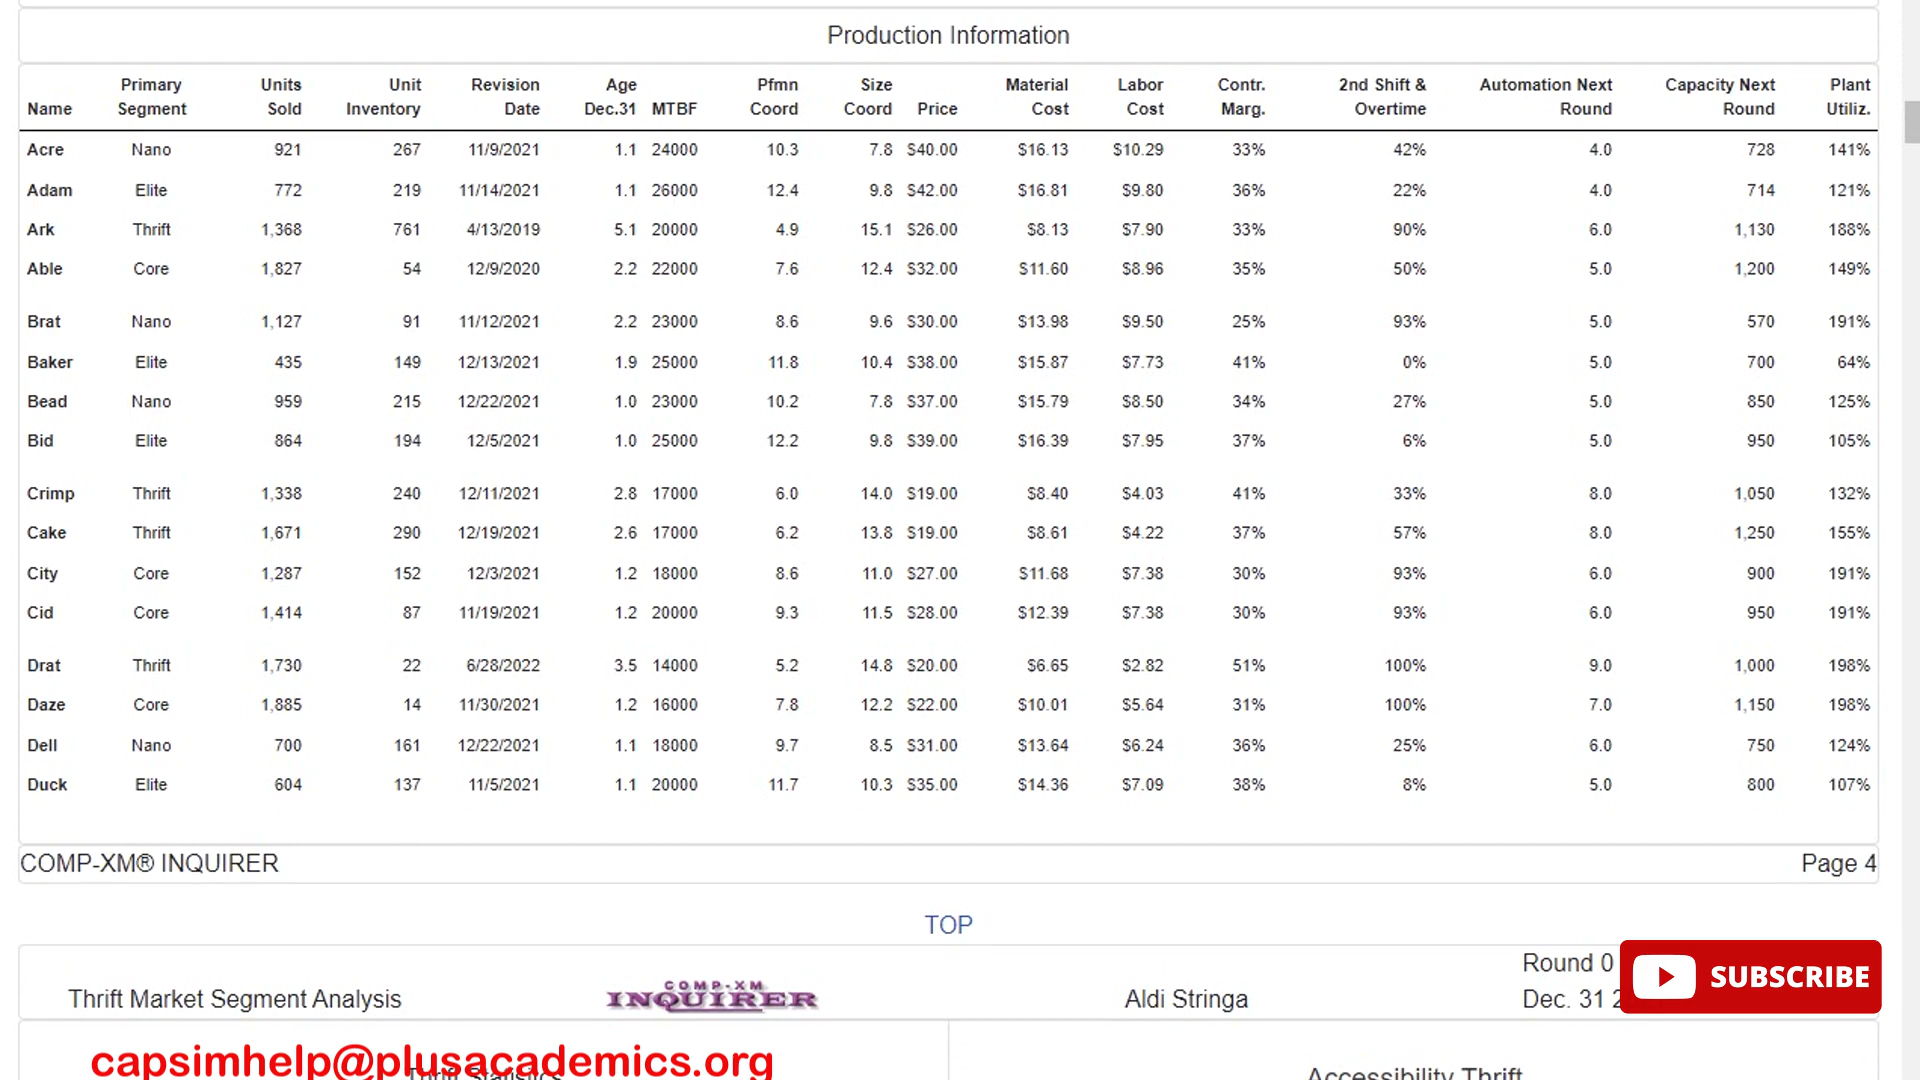 Production Information
Name Primary Segment Units Sold Unit Inventory Revision Date Age Dec.31 MTBF Pfmn Coord Size Coord Price Material Cost Labor Cost Contr. Marg. 2nd Shift & Overtime Automation Next Round Capacity Next Round Plant Utiliz.
Acre Nano 921 267 11/9/2021 1.1 24000 10.3 7.8 $40.00 $16.13 $10.29 33% 42% 4.0 728 141%
Adam Elite 772 219 11/14/2021 1.1 26000 12.4 9.8 $42.00 $16.81 $9.80 36% 22% 4.0 714 121%
Ark Thrift 1,368 761 4/13/2019 5.1 20000 4.9 15.1 $26.00 $8.13 $7.90 33% 90% 6.0 1,130 188%
Able Core 1,827 54 12/9/2020 2.2 22000 7.6 12.4 $32.00 $11.60 $8.96 35% 50% 5.0 1,200 149%
Brat Nano 1,127 91 11/12/2021 2.2 23000 8.6 9.6 $30.00 $13.98 $9.50 25% 93% 5.0 570 191%
Baker Elite 435 149 12/13/2021 1.9 25000 11.8 10.4 $38.00 $15.87 $7.73 41% 0% 5.0 700 64%
Bead Nano 959 215 12/22/2021 1.0 23000 10.2 7.8 $37.00 $15.79 $8.50 34% 27% 5.0 850 125%
Bid Elite 864 194 12/5/2021 1.0 25000 12.2 9.8 $39.00 $16.39 $7.95 37% 6% 5.0 950 105%
Crimp Thrift 1,338 240 12/11/2021 2.8 17000 6.0 14.0 $19.00 $8.40 $4.03 41% 33% 8.0 1,050 132%
Cake Thrift 1,671 290 12/19/2021 2.6 17000 6.2 13.8 $19.00 $8.61 $4.22 37% 57% 8.0 1,250 155%
City Core 1,287 152 12/3/2021 1.2 18000 8.6 11.0 $27.00 $11.68 $7.38 30% 93% 6.0 900 191%
Cid Core 1,414 87 11/19/2021 1.2 20000 9.3 11.5 $28.00 $12.39 $7.38 30% 93% 6.0 950 191%
Drat Thrift 1,730 22 6/28/2022 3.5 14000 5.2 14.8 $20.00 $6.65 $2.82 51% 100% 9.0 1,000 198%
Daze Core 1,885 14 11/30/2021 1.2 16000 7.8 12.2 $22.00 $10.01 $5.64 31% 100% 7.0 1,150 198%
Dell Nano 700 161 12/22/2021 1.1 18000 9.7 8.5 $31.00 $13.64 $6.24 36% 25% 6.0 750 124%
Duck Elite 604 137 11/5/2021 1.1 20000 11.7 10.3 $35.00 $14.36 $7.09 38% 8% 5.0 800 107%
COMP-XM® INQUIRER Page 4
TOP
Thrift Market Segment Analysis
COMP-XM
INQUIRER
Aldi Stringa
Round 0
Dec. 31
SUBSCRIBE
capsimhelp@plusacademics.org
Thrift Statistics
Accessibility Thrift